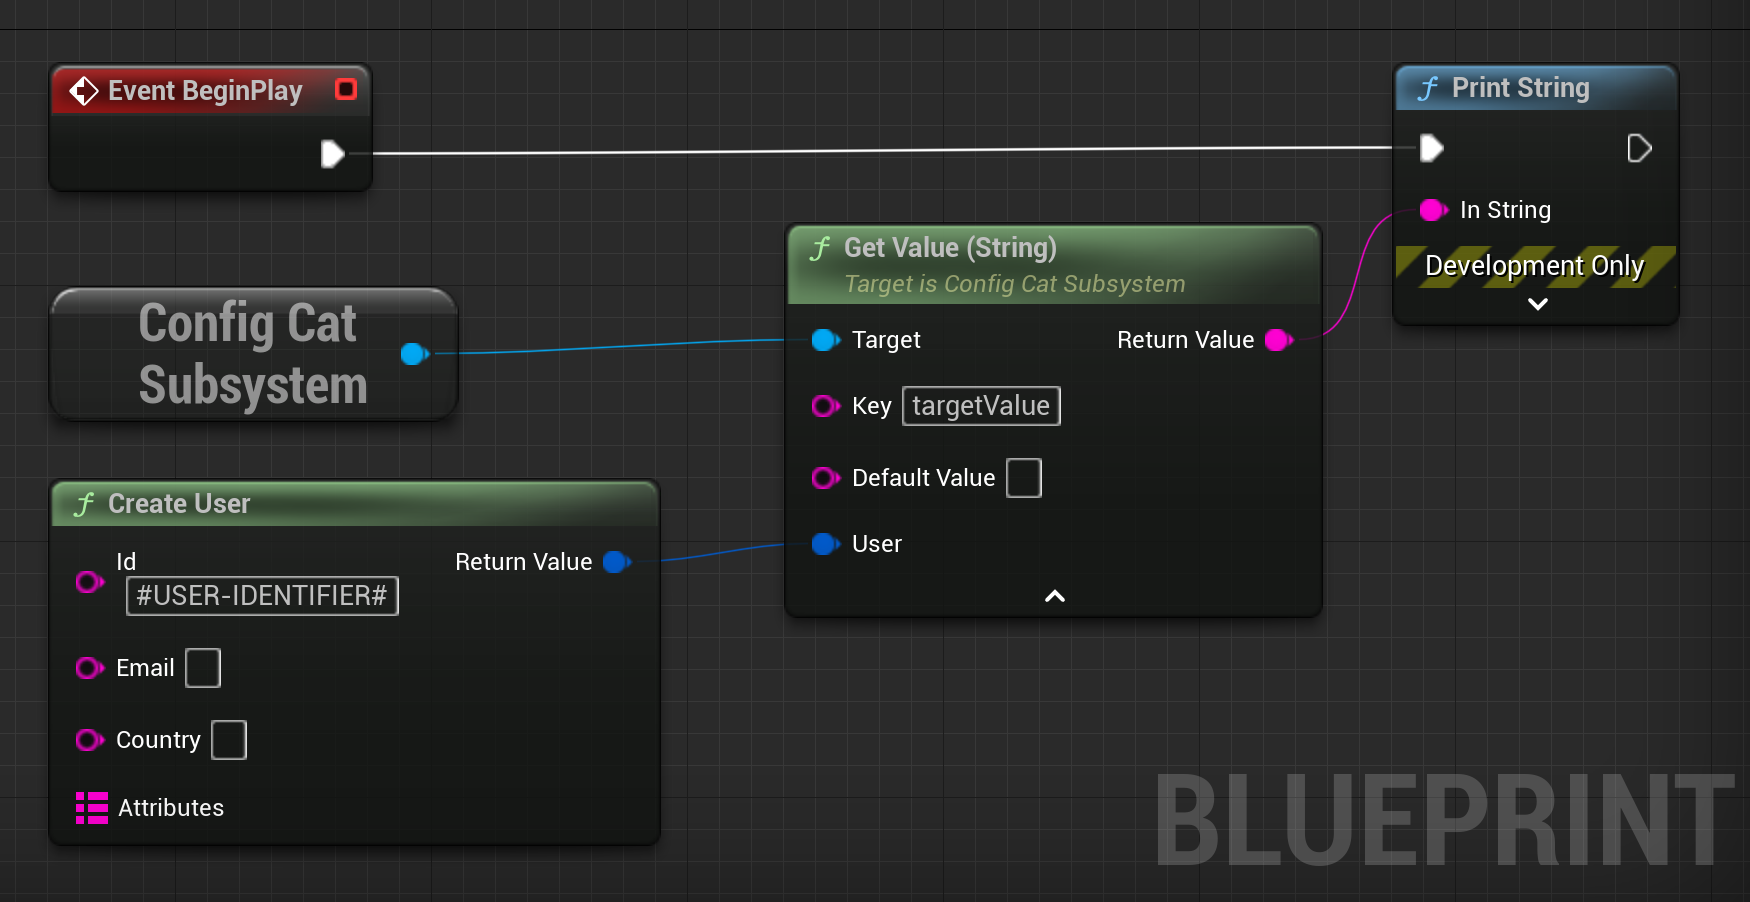 Event BeginPlay
Print String
In String
Development Only
Get Value (String)
Target is Config Cat Subsystem
Target
Return Value
Key targetValue
Default Value
User
Config Cat
Subsystem
Create User
Id
Return Value
#USER-IDENTIFIER#
Email
Country
Attributes
BLUEPRINT